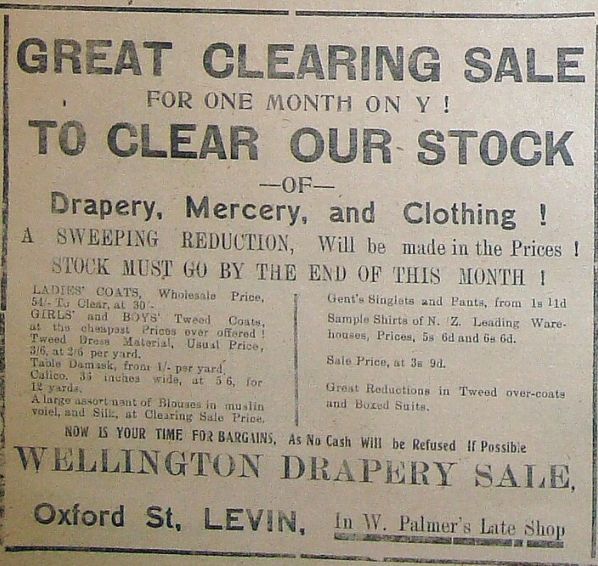 GREAT CLEARING SALE
FOR ONE MONTH ON Y !
TO CLEAR OUR STOCK
—OF—
Drapery, Mercery, and Clothing !
A SWEEPING REDUCTION, Will be made in the Prices !
STOCK MUST GO BY THE END OF THIS MONTH !
LADIES' COATS, Wholesale Price,
54/- To Clear, at 30/-.
GIRLS' and BOYS' Tweed Coats,
at the cheapest Prices ever offered !
Tweed Dress Material, Usual Price,
3/6, at 2/6 per yard.
Table Damask, from 1/- per yard.
Calico. 35 inches wide, at 5 6, for
12 yards.
A large assortment of Blouses in muslin
voiel, and Silk, at Clearing Sale Price.
Gent's Singlets and Pants, from 1s 11d
Sample Shirts of N. Z. Leading Ware-
houses, Prices, 5s 6d and 6s 6d.
Sale Price, at 3s 9d.
Great Reductions in Tweed over-coats
and Boxed Suits.
NOW IS YOUR TIME FOR BARGAINS, As No Cash Will be Refused If Possible
WELLINGTON DRAPERY SALE,
Oxford St, LEVIN, In W. Palmer's Late Shop